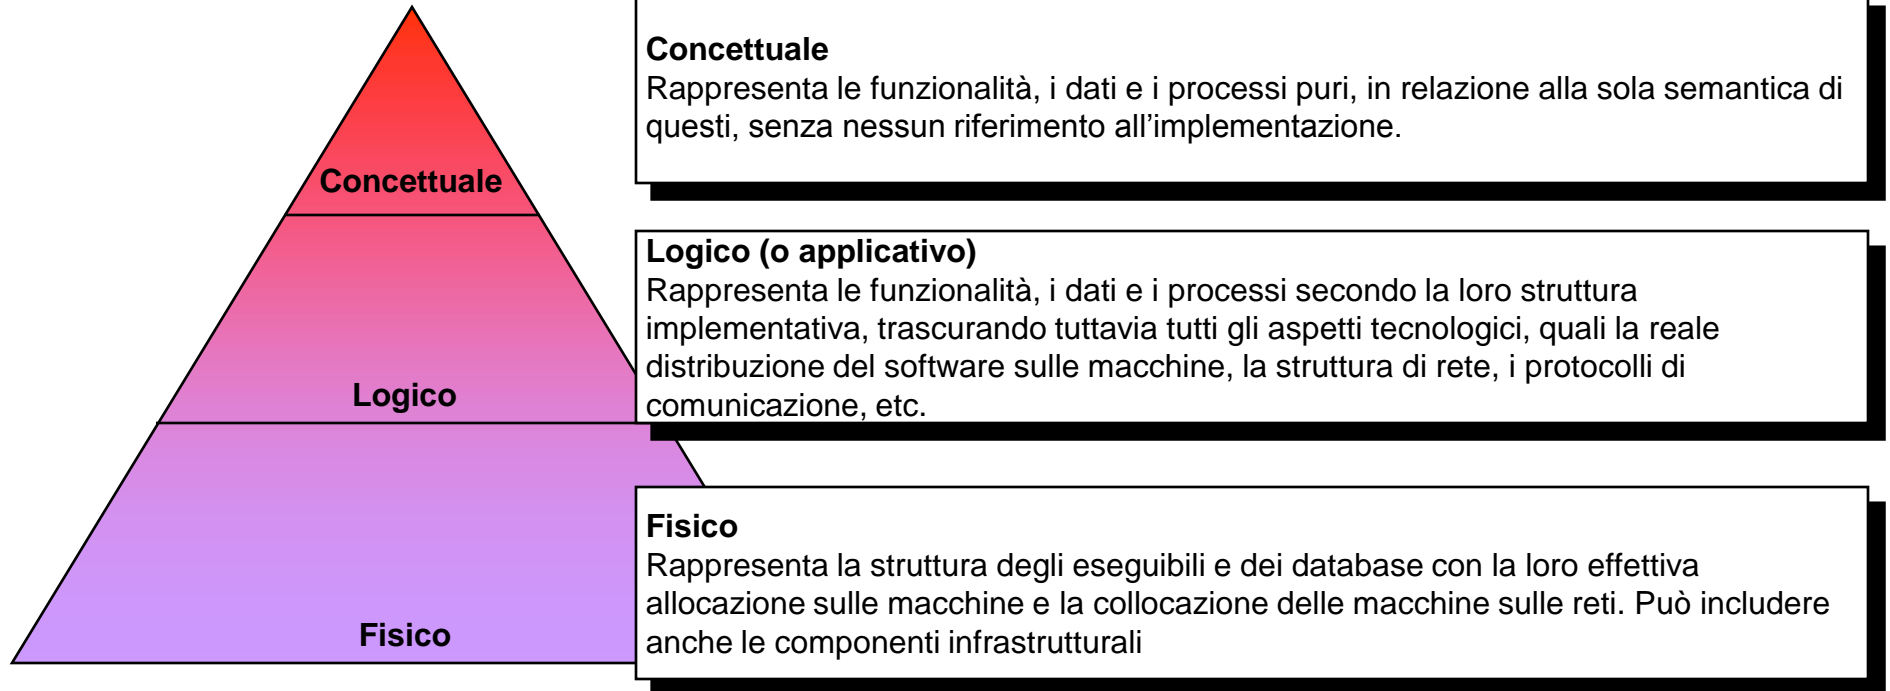 Concettuale
Rappresenta le funzionalità, i dati e i processi puri, in relazione alla sola semantica di
questi, senza nessun riferimento all’implementazione.
Concettuale
Logico (o applicativo)
Rappresenta le funzionalità, i dati e i processi secondo la loro struttura
implementativa, trascurando tuttavia tutti gli aspetti tecnologici, quali la reale
distribuzione del software sulle macchine, la struttura di rete, i protocolli di
comunicazione, etc.
Logico
Fisico
Rappresenta la struttura degli eseguibili e dei database con la loro effettiva
allocazione sulle macchine e la collocazione delle macchine sulle reti. Può includere
anche le componenti infrastrutturali
Fisico